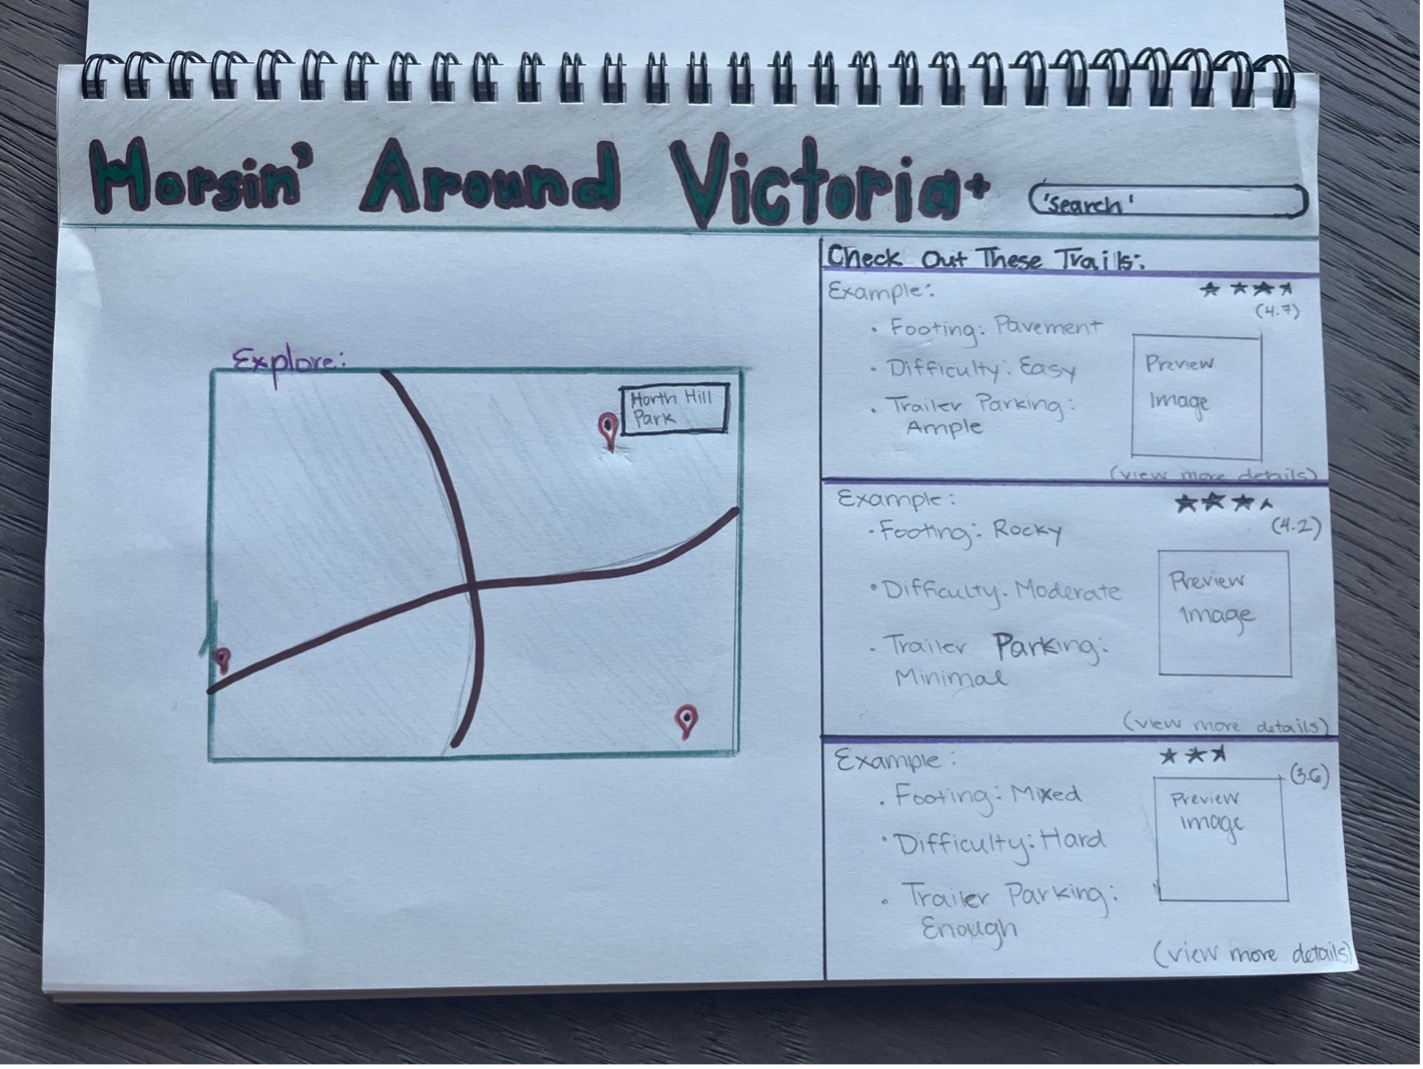 Horsin' Around Victoria+
'search'
Check Out These Trails:
Example:
(4.7)
• Footing: Pavement
• Difficulty: Easy
• Trailer Parking:
Ample
Preview
Image
(view more details)
Example:
(4.2)
• Footing: Rocky
• Difficulty: Moderate
• Trailer Parking:
Minimal
Preview
Image
(view more details)
Example:
(3.6)
• Footing: Mixed
• Difficulty: Hard
• Trailer Parking:
Enough
Preview
Image
(view more details)
Explore:
North Hill
Park